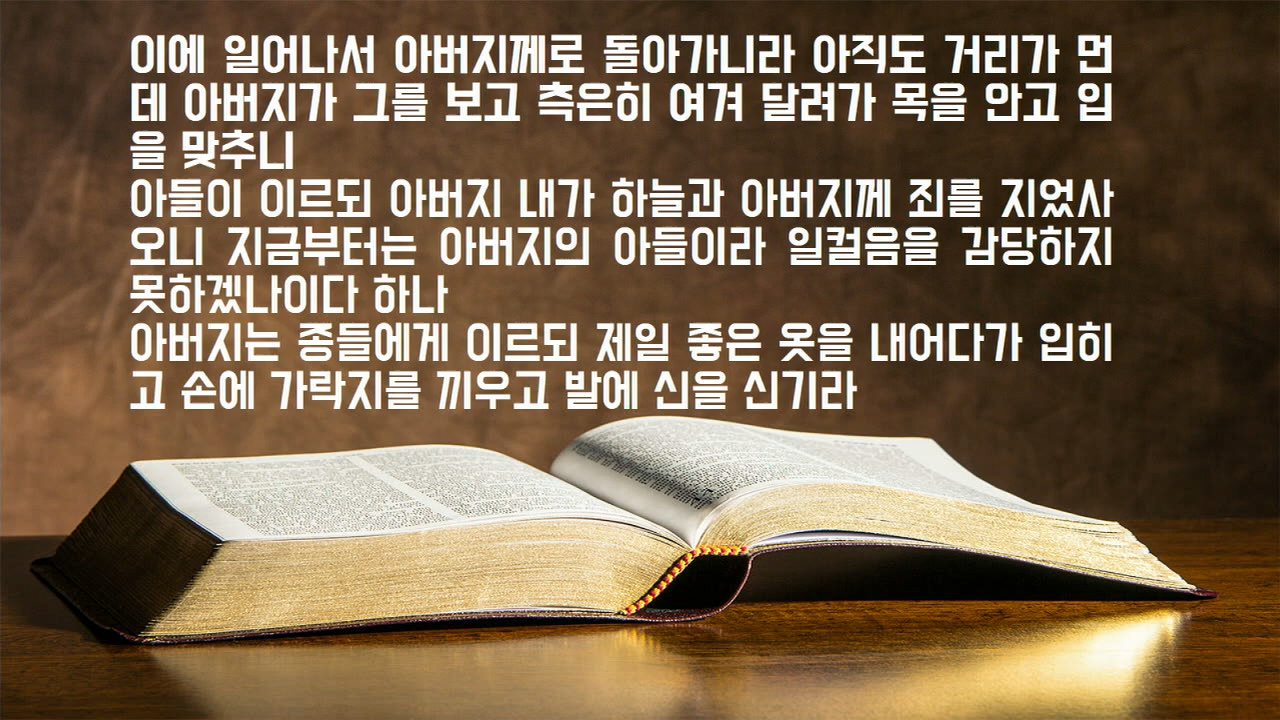 이에 일어나서 아버지께로 돌아가니라 아직도 거리가 먼
데 아버지가 그를 보고 측은히 여겨 달려가 목을 안고 입
을 맞추니
아들이 이르되 아버지 내가 하늘과 아버지께 죄를 지었사
오니 지금부터는 아버지의 아들이라 일컬음을 감당하지
못하겠나이다 하나
아버지는 종들에게 이르되 제일 좋은 옷을 내어다가 입히
고 손에 가락지를 끼우고 발에 신을 신기라